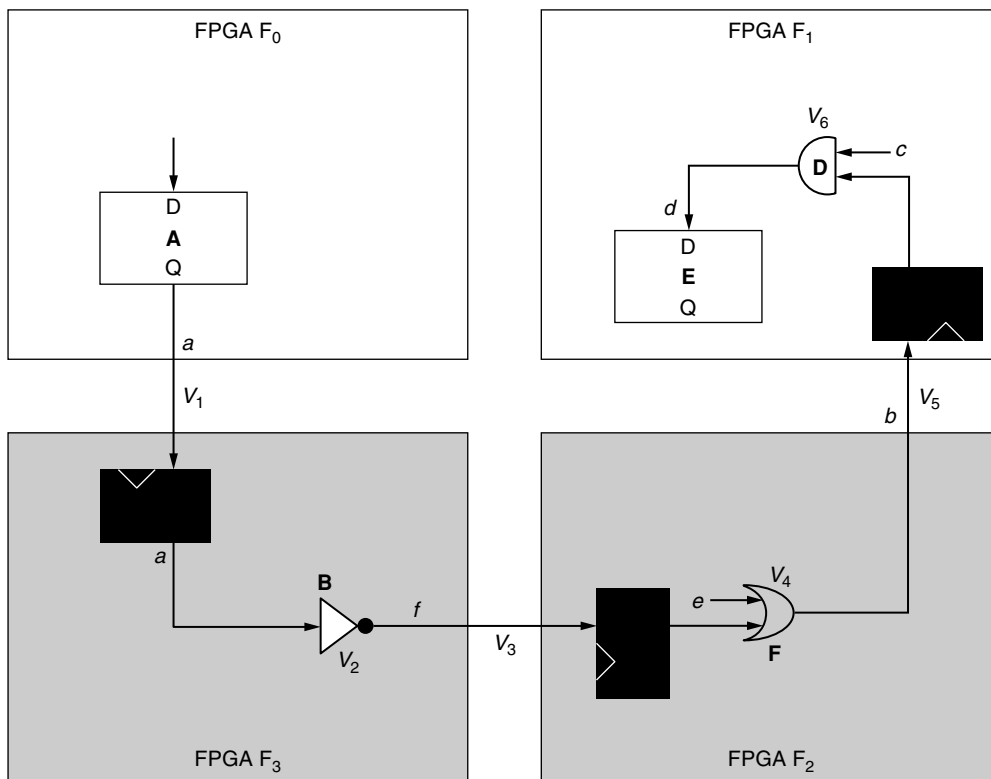 FPGA F₀
D
A
Q
a
V₁
FPGA F₁
V₆
D
c
d
D
E
Q
b
V₅
a
B
f
V₂
V₃
FPGA F₃
e
V₄
F
FPGA F₂